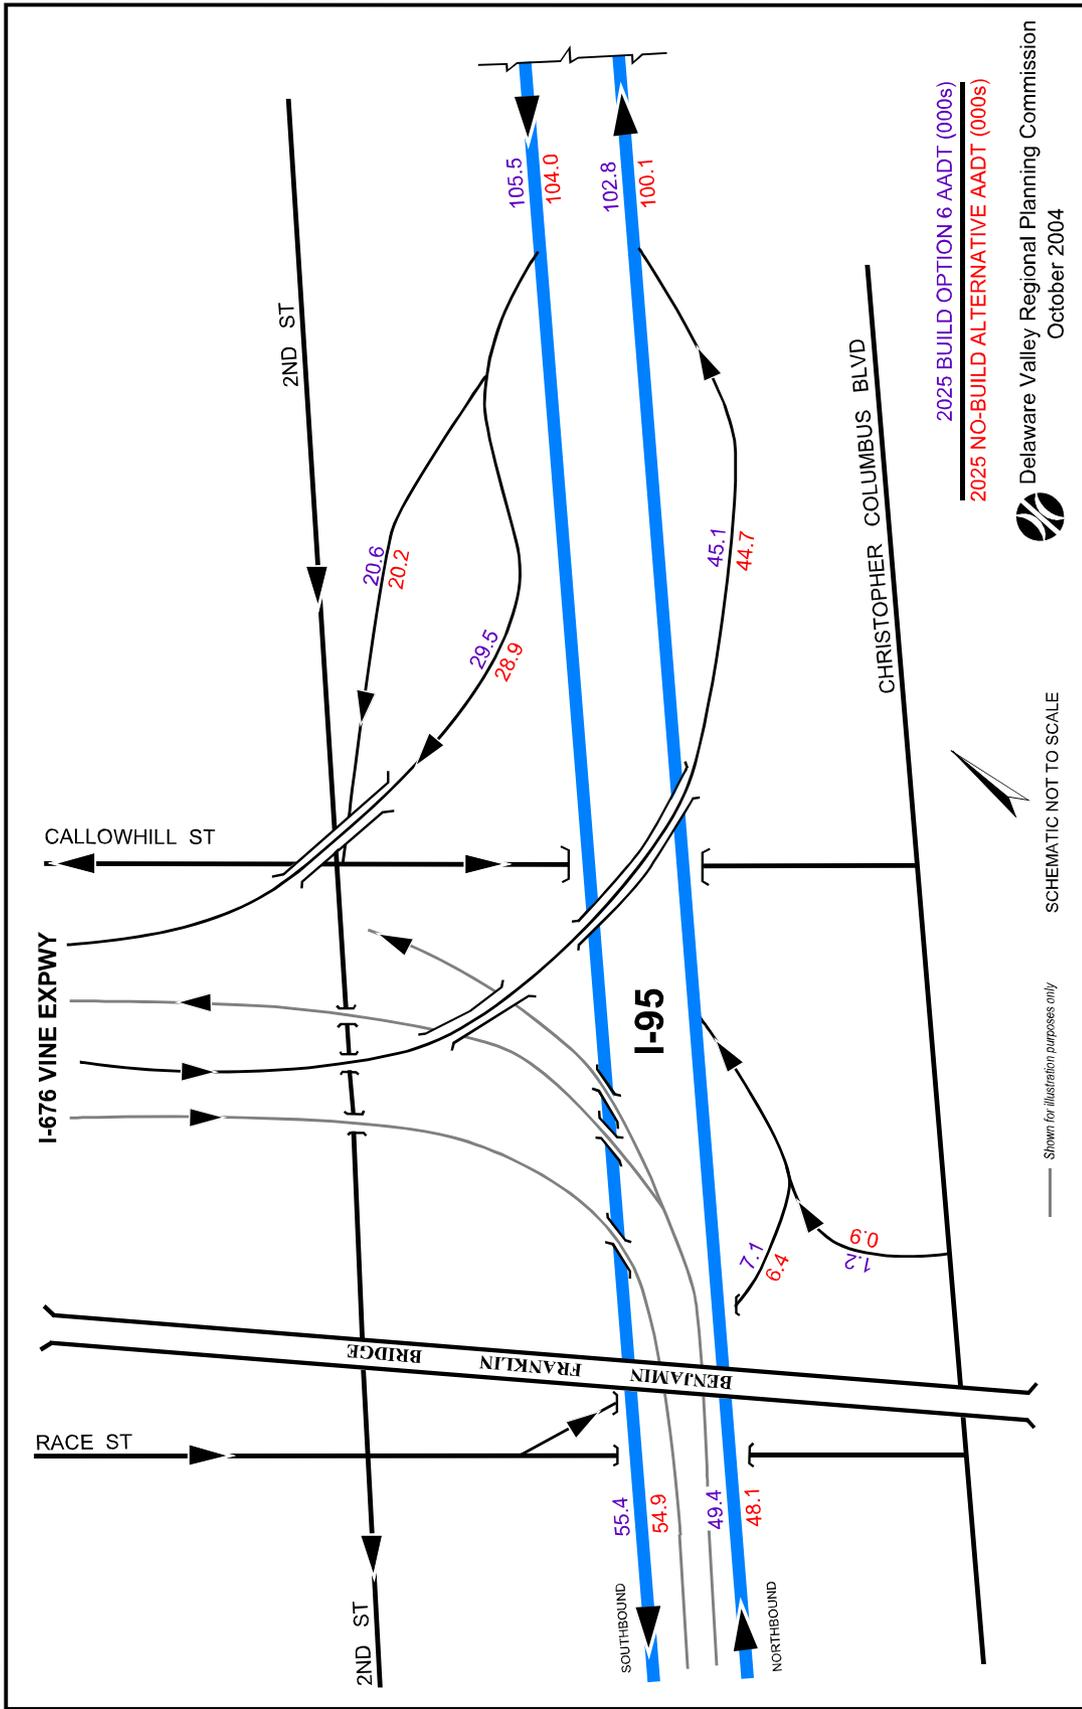 2ND ST
105.5
104.0
102.8
100.1
20.6
20.2
29.5
28.9
45.1
44.7
CHRISTOPHER COLUMBUS BLVD
CALLOWHILL ST
I-676 VINE EXPWY
I-95
7.1
6.4
1.2
0.9
BENJAMIN FRANKLIN BRIDGE
RACE ST
2ND ST
55.4
54.9
49.4
48.1
SOUTHBOUND
NORTHBOUND
2025 BUILD OPTION 6 AADT (000s)
2025 NO-BUILD ALTERNATIVE AADT (000s)
Delaware Valley Regional Planning Commission
October 2004
SCHEMATIC NOT TO SCALE
Shown for illustration purposes only